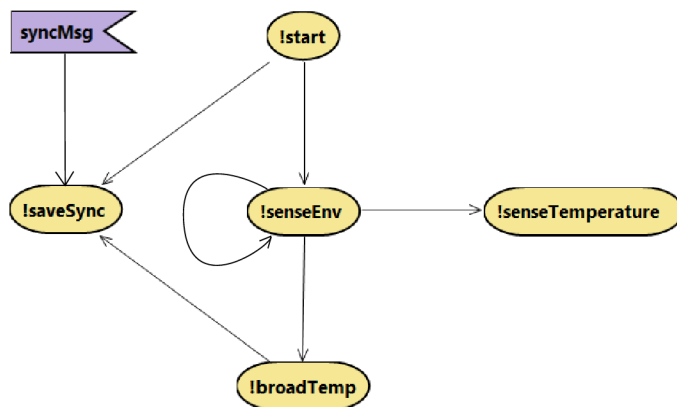 syncMsg
!start
!saveSync
!senseEnv
!senseTemperature
!broadTemp